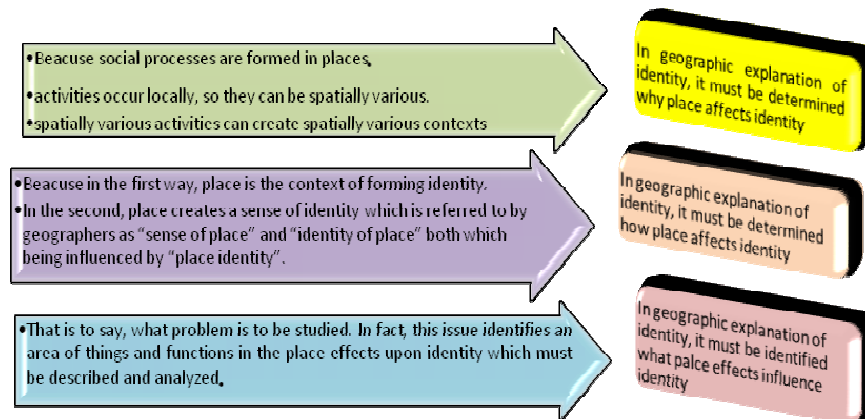 •Beacuse social processes are formed in places,
•activities occur locally, so they can be spatially various.
•spatially various activities can create spatially various contexts
In geographic explanation of
identity, it must be determined
why place affects identity
•Beacuse in the first way, place is the context of forming identity.
•In the second, place creates a sense of identity which is referred to by
geographers as “sense of place” and “identity of place” both which
being influenced by “place identity”.
In geographic explanation of
identity, it must be determined
how place affects identity
•That is to say, what problem is to be studied. In fact, this issue identifies an
area of things and functions in the place effects upon identity which must
be described and analyzed.
In geographic explanation of
identity, it must be identified
what palce effects influence
identity